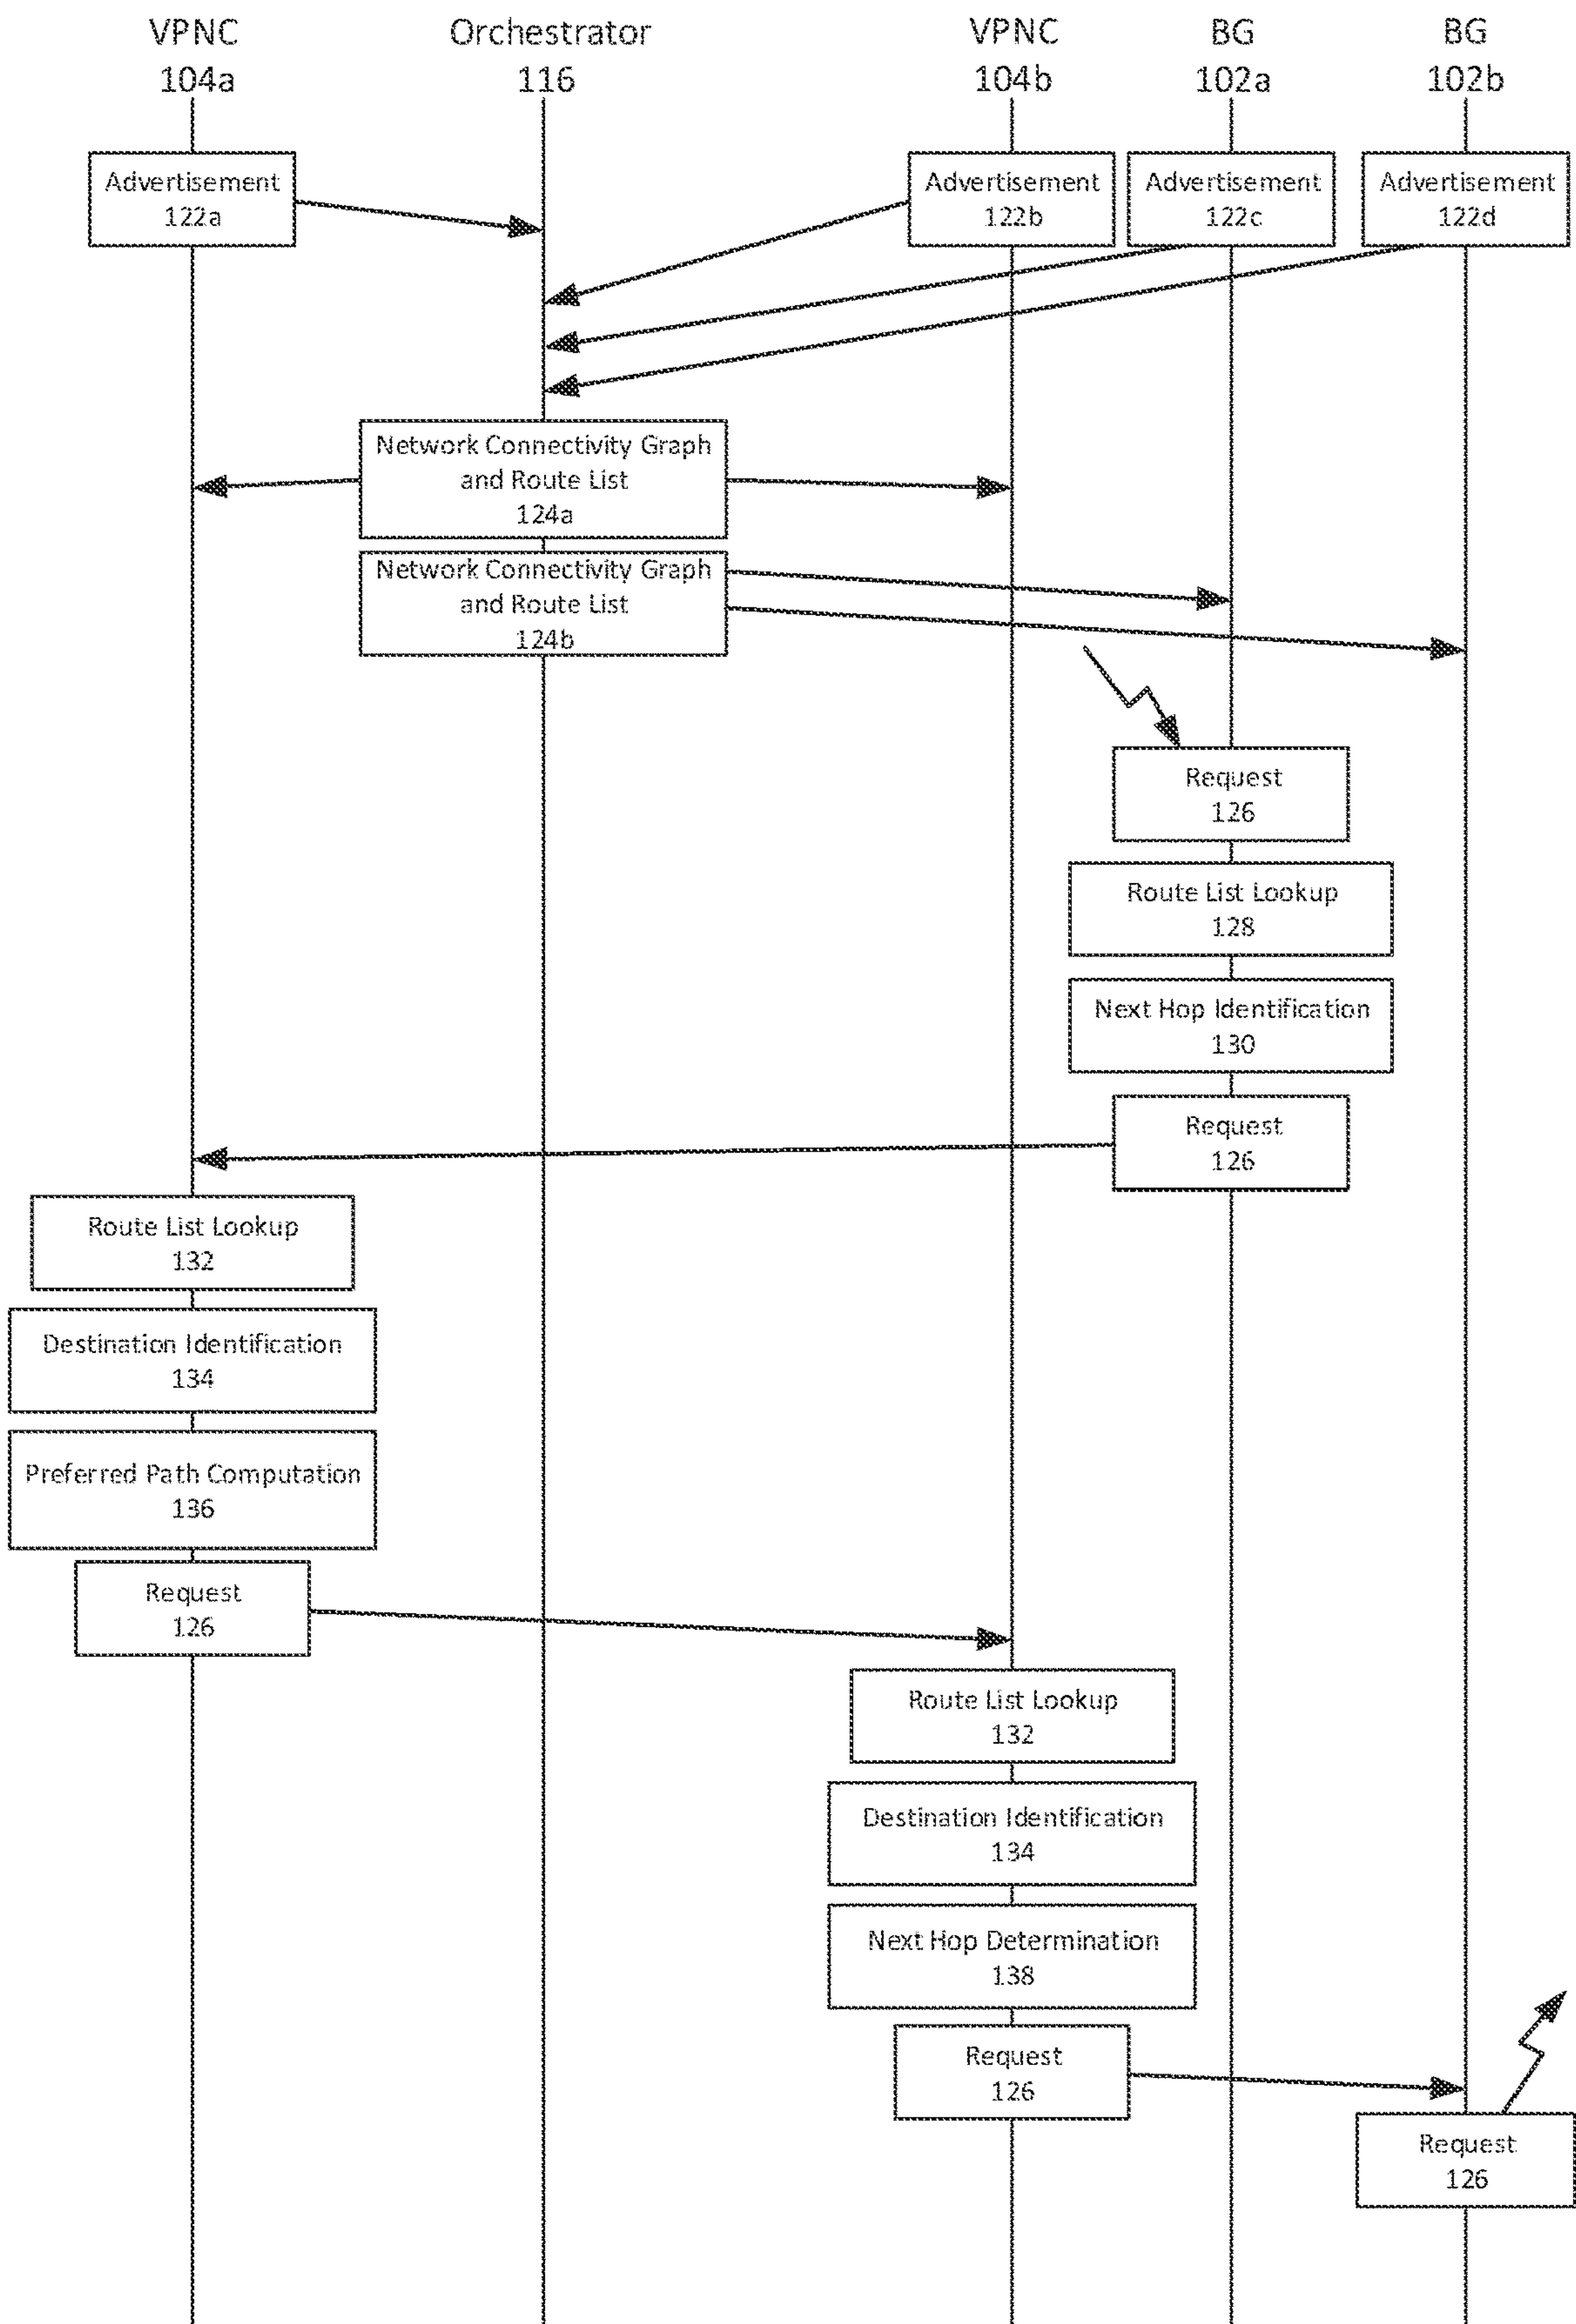 VPNC
104a
Orchestrator
116
VPNC
104b
BG
102a
BG
102b
Advertisement
122a
Advertisement
122b
Advertisement
122c
Advertisement
122d
Network Connectivity Graph
and Route List
124a
Network Connectivity Graph
and Route List
124b
Request
126
Route List Lookup
128
Next Hop Identification
130
Request
126
Route List Lookup
132
Destination Identification
134
Preferred Path Computation
136
Request
126
Route List Lookup
132
Destination Identification
134
Next Hop Determination
138
Request
126
Request
126